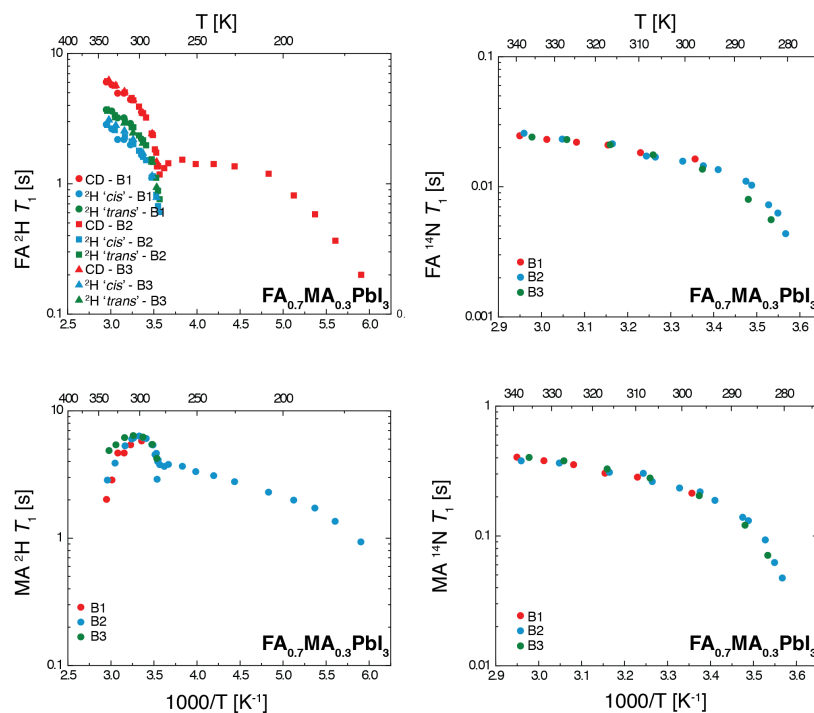 T [K]
400 350 300 250 200
10
1
0.1
FA ²H T₁ [s]
CD - B1
²H 'cis' - B1
²H 'trans' - B1
CD - B2
²H 'cis' - B2
²H 'trans' - B2
CD - B3
²H 'cis' - B3
²H 'trans' - B3
FA₀.₇MA₀.₃PbI₃
2.5 3.0 3.5 4.0 4.5 5.0 5.5 6.0
0.
T [K]
340 330 320 310 300 290 280
0.1
0.01
0.001
FA ¹⁴N T₁ [s]
B1
B2
B3
FA₀.₇MA₀.₃PbI₃
2.9 3.0 3.1 3.2 3.3 3.4 3.5 3.6
400 350 300 250 200
10
1
0.1
MA ²H T₁ [s]
B1
B2
B3
FA₀.₇MA₀.₃PbI₃
2.5 3.0 3.5 4.0 4.5 5.0 5.5 6.0
1000/T [K⁻¹]
340 330 320 310 300 290 280
1
0.1
0.01
MA ¹⁴N T₁ [s]
B1
B2
B3
FA₀.₇MA₀.₃PbI₃
2.9 3.0 3.1 3.2 3.3 3.4 3.5 3.6
1000/T [K⁻¹]